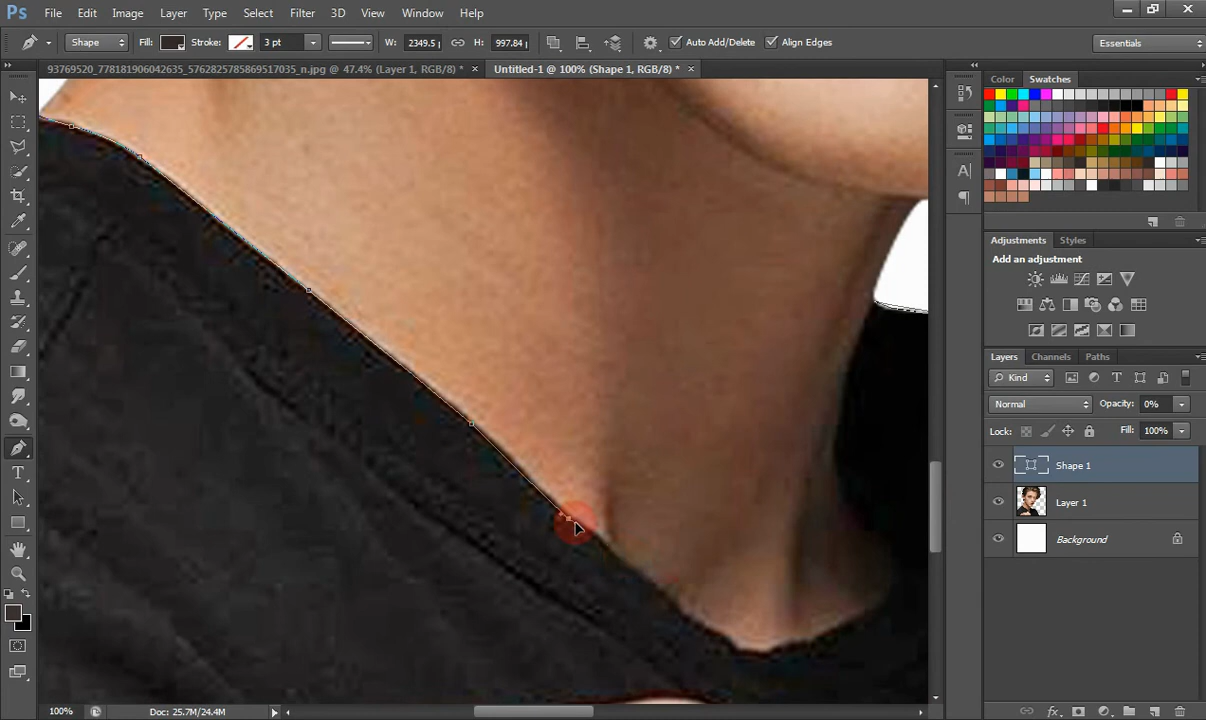 Ps File Edit Image Layer Type Select Filter 3D View Window Help
Shape Fill: Stroke: 3 pt W: 2349.5 H: 997.84 Auto Add/Delete Align Edges Essentials
93769520_778181906042635_5762825785869517035_n.jpg @ 47.4% (Layer 1, RGB/8) * × Untitled-1 @ 100% (Shape 1, RGB/8) * ×
Color Swatches
Adjustments Styles
Add an adjustment
Layers Channels Paths
Kind
Normal Opacity: 0%
Lock: Fill: 100%
Shape 1
Layer 1
Background
100% Doc: 25.7M/24.4M